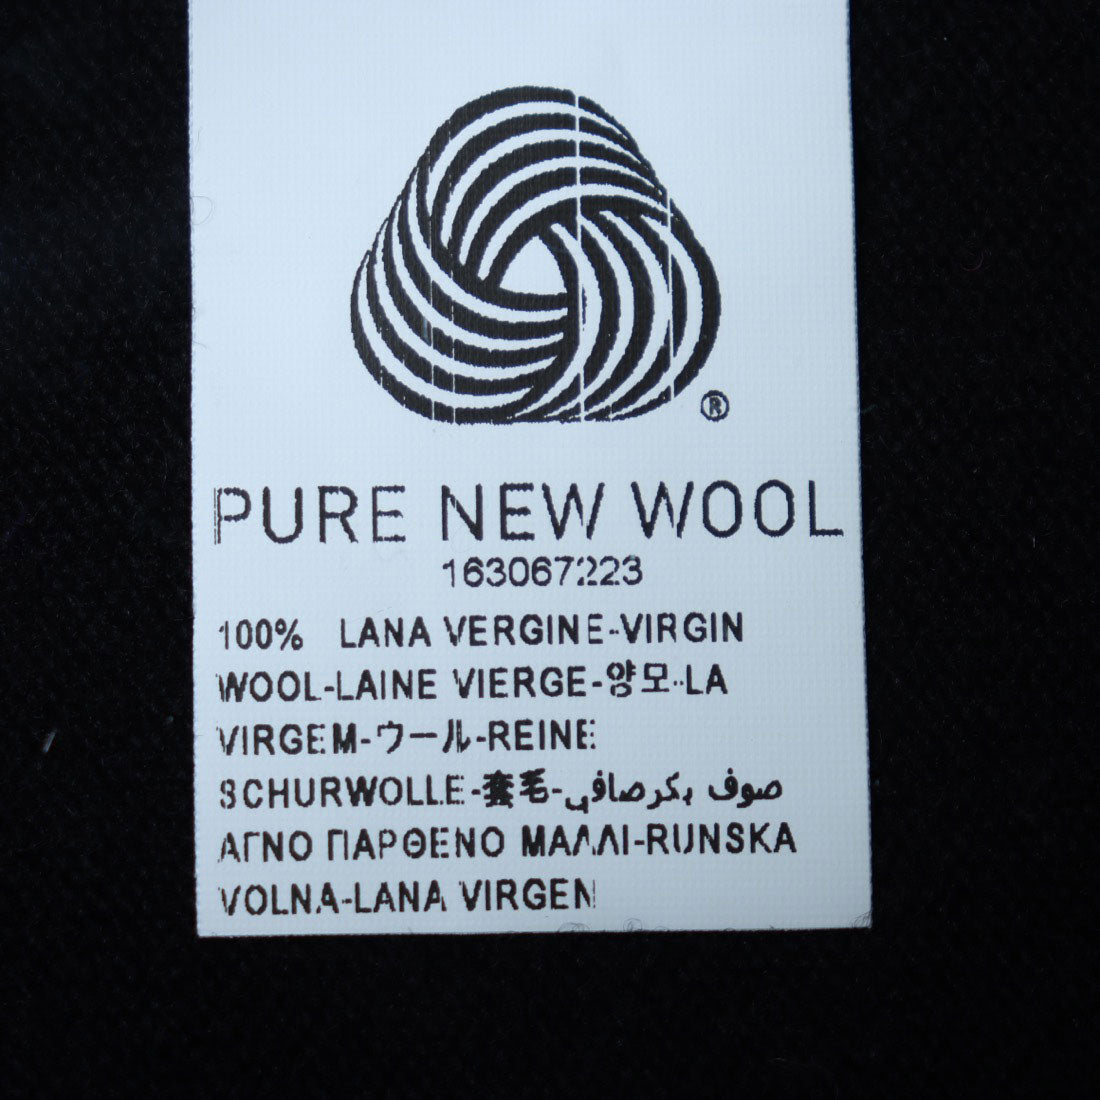 ®
PURE NEW WOOL
163067223
100% LANA VERGINE-VIRGIN
WOOL-LAINE VIERGE-양모-LA
VIRGEM-ウール-REINE
SCHURWOLLE-套毛-صوف بكر صافي
ΑΓΝΟ ΠΑΡΘΕΝΟ ΜΑΛΛΙ-RUNSKA
VOLNA-LANA VIRGEN